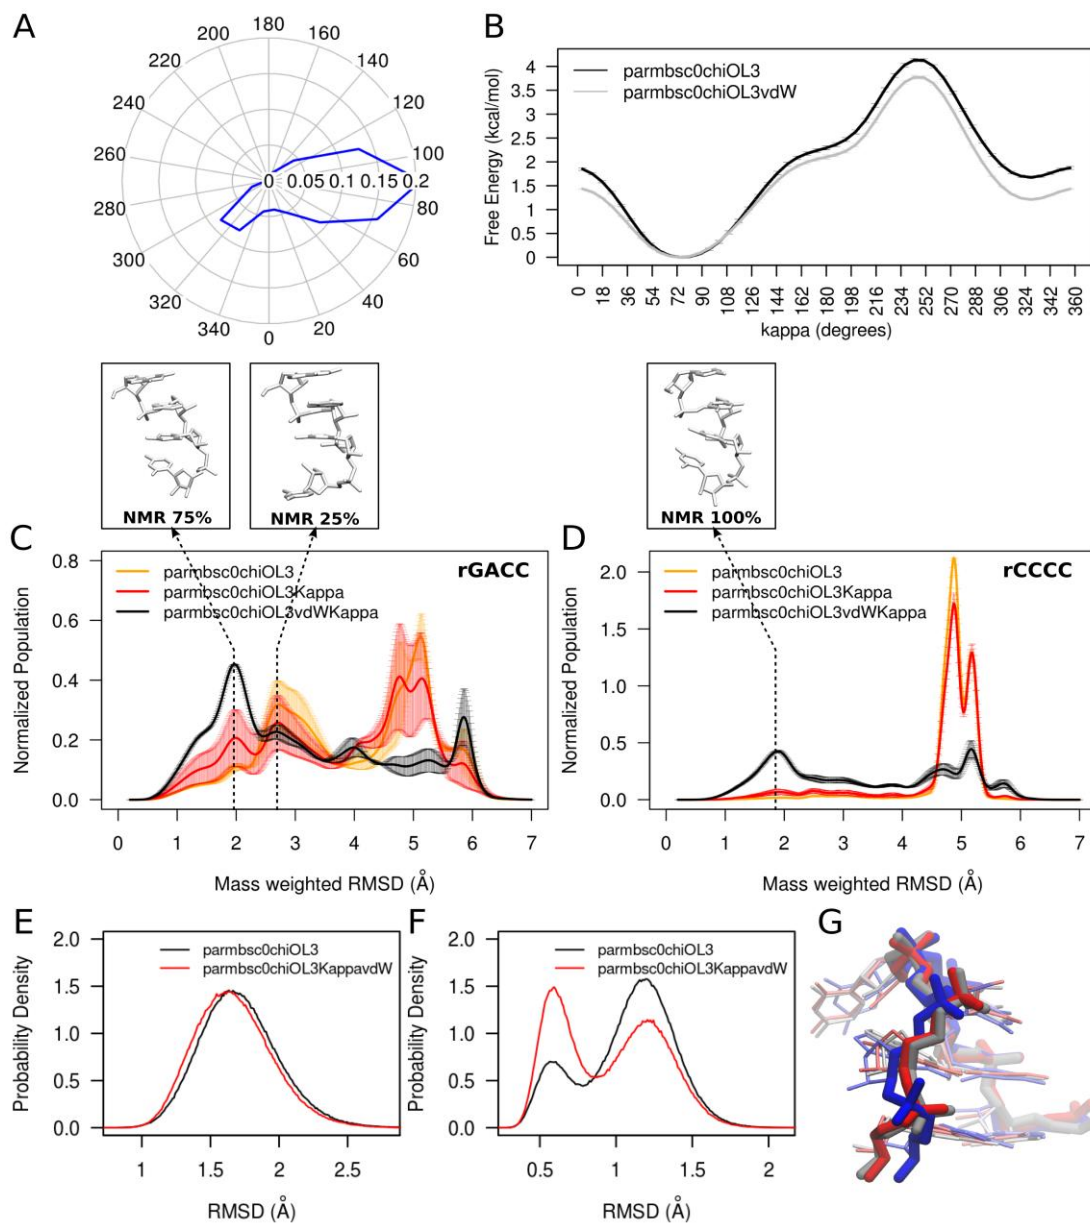 A
180
200
160
220
140
240
120
260
100
0 0.05 0.1 0.15 0.2
280
80
300
60
320
40
340
20
0
B
parmbsc0chiOL3
parmbsc0chiOL3vdW
Free Energy (kcal/mol)
4
3.5
3
2.5
2
1.5
1
0.5
0
0 18 36 54 72 90 108 126 144 162 180 198 216 234 252 270 288 306 324 342 360
kappa (degrees)
NMR 75%
NMR 25%
NMR 100%
C
rGACC
parmbsc0chiOL3
parmbsc0chiOL3Kappa
parmbsc0chiOL3vdWKappa
Normalized Population
0.8
0.6
0.4
0.2
0.0
0 1 2 3 4 5 6 7
Mass weighted RMSD (Å)
D
rCCCC
parmbsc0chiOL3
parmbsc0chiOL3Kappa
parmbsc0chiOL3vdWKappa
Normalized Population
2.0
1.5
1.0
0.5
0.0
0 1 2 3 4 5 6 7
Mass weighted RMSD (Å)
E
parmbsc0chiOL3
parmbsc0chiOL3KappavdW
Probability Density
2.0
1.5
1.0
0.5
0.0
1 1.5 2 2.5
RMSD (Å)
F
parmbsc0chiOL3
parmbsc0chiOL3KappavdW
Probability Density
2.0
1.5
1.0
0.5
0.0
0.5 1 1.5 2
RMSD (Å)
G